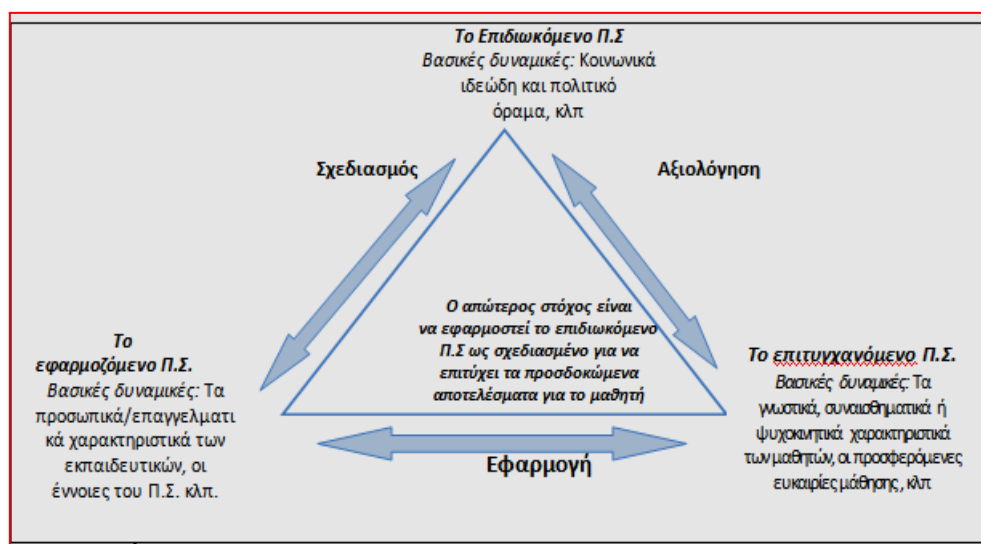 Το Επιδιωκόμενο Π.Σ
Βασικές δυναμικές: Κοινωνικά
ιδεώδη και πολιτικό
όραμα, κλπ
Σχεδιασμός
Αξιολόγηση
Ο απώτερος στόχος είναι
να εφαρμοστεί το επιδιωκόμενο
Π.Σ ως σχεδιασμένο για να
επιτύχει τα προσδοκώμενα
αποτελέσματα για το μαθητή
Το
εφαρμοζόμενο Π.Σ.
Βασικές δυναμικές: Τα
προσωπικά/επαγγελματι
κά χαρακτηριστικά των
εκπαιδευτικών, οι
έννοιες του Π.Σ. κλπ.
Το επιτυγχανόμενο Π.Σ.
Βασικές δυναμικές: Τα
γνωστικά, συναισθηματικά ή
ψυχοκινητικά χαρακτηριστικά
των μαθητών, οι προσφερόμενες
ευκαιρίες μάθησης, κλπ
Εφαρμογή